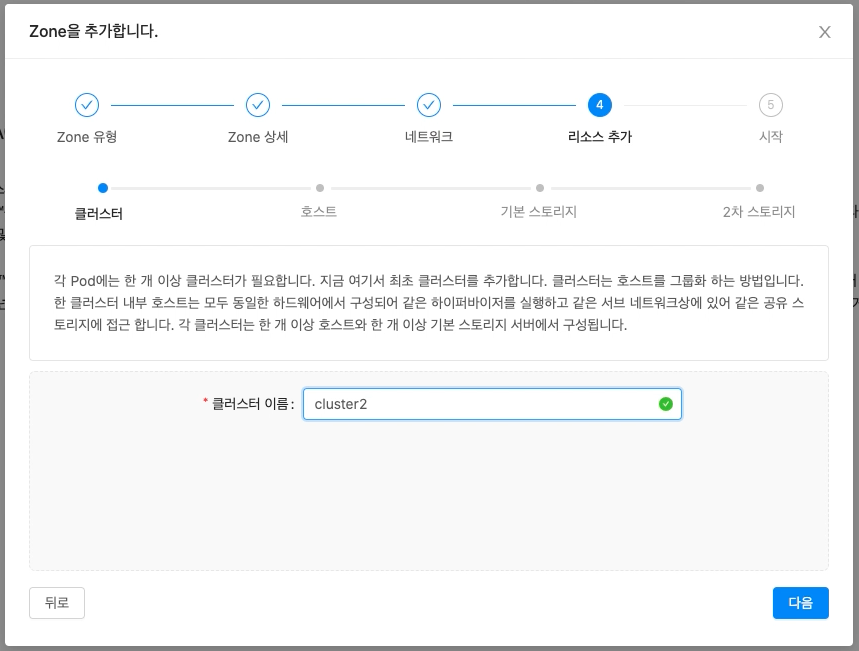 Zone을 추가합니다.
4
5
Zone 유형
Zone 상세
네트워크
리소스 추가
시작
클러스터
호스트
기본 스토리지
2차 스토리지
각 Pod에는 한 개 이상 클러스터가 필요합니다. 지금 여기서 최초 클러스터를 추가합니다. 클러스터는 호스트를 그룹화 하는 방법입니다.
한 클러스터 내부 호스트는 모두 동일한 하드웨어에서 구성되어 같은 하이퍼바이저를 실행하고 같은 서브 네트워크상에 있어 같은 공유 스
토리지에 접근 합니다. 각 클러스터는 한 개 이상 호스트와 한 개 이상 기본 스토리지 서버에서 구성됩니다.
* 클러스터 이름 : cluster2
뒤로
다음